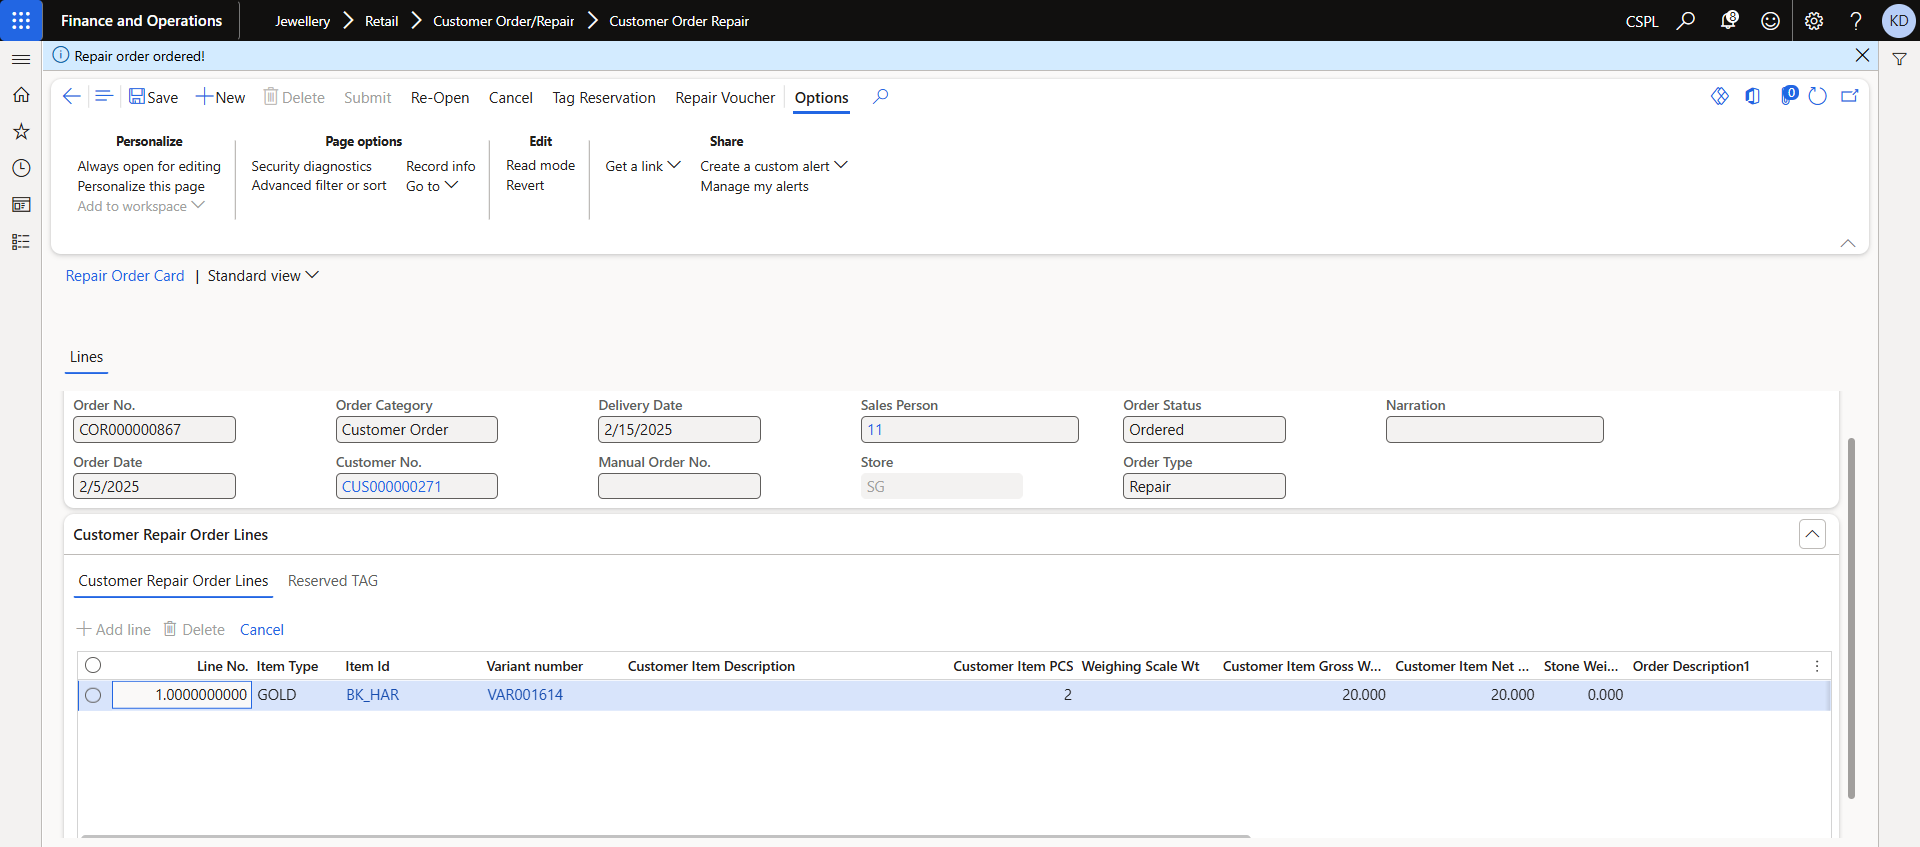 Finance and Operations
Jewellery > Retail > Customer Order/Repair > Customer Order Repair
CSPL
8
KD
Repair order ordered!
Save New Delete Submit Re-Open Cancel Tag Reservation Repair Voucher Options
0
Personalize
Always open for editing
Personalize this page
Add to workspace
Page options
Security diagnostics
Advanced filter or sort
Record info
Go to
Edit
Read mode
Revert
Get a link
Share
Create a custom alert
Manage my alerts
Repair Order Card | Standard view
Lines
Order No. Order Category Delivery Date Sales Person Order Status Narration
COR000000867 Customer Order 2/15/2025 11 Ordered
Order Date Customer No. Manual Order No. Store Order Type
2/5/2025 CUS000000271 SG Repair
Customer Repair Order Lines
Customer Repair Order Lines Reserved TAG
Add line Delete Cancel
Line No. Item Type Item Id Variant number Customer Item Description Customer Item PCS Weighing Scale Wt Customer Item Gross W... Customer Item Net ... Stone Wei... Order Description1
1.0000000000 GOLD BK_HAR VAR001614 2 20.000 20.000 0.000